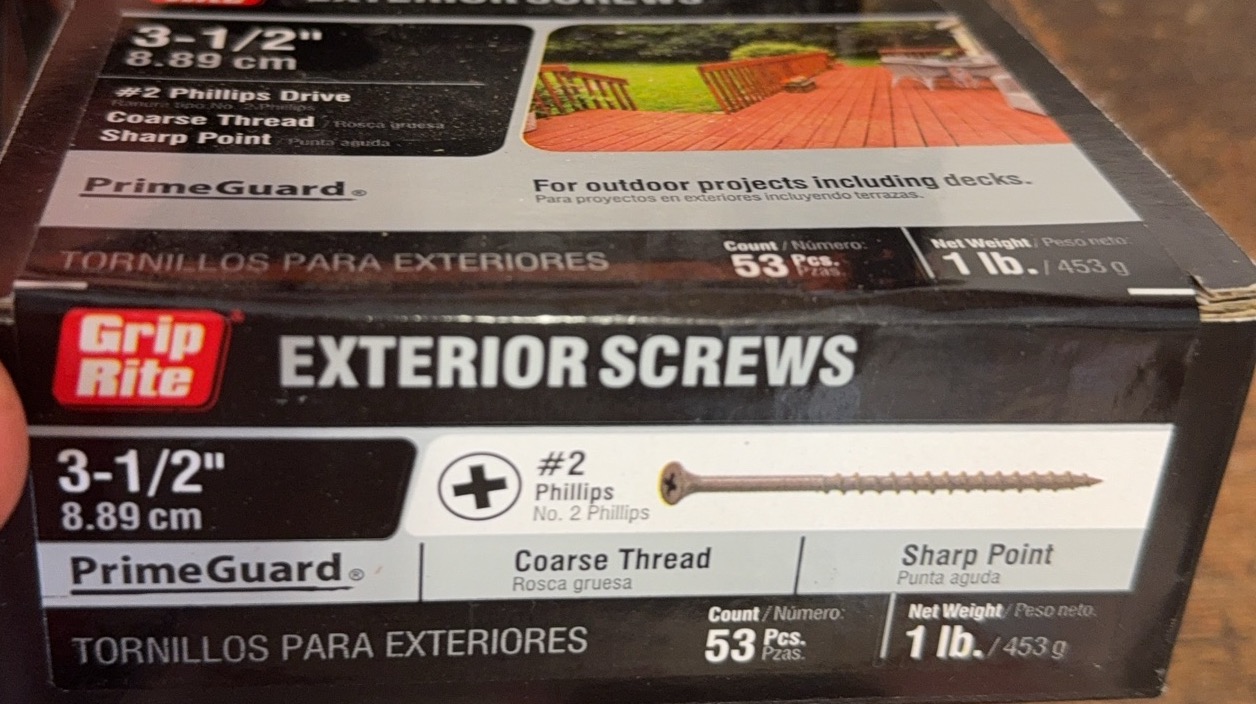 EXTERIOR SCREWS
3-1/2"
8.89 cm
#2 Phillips Drive
Ranura tipo No. 2 Phillips
Coarse Thread / Rosca gruesa
Sharp Point / Punta aguda
PrimeGuard®
For outdoor projects including decks.
Para proyectos en exteriores incluyendo terrazas.
TORNILLOS PARA EXTERIORES
Count / Número:
53 Pcs.
Pzas.
Net Weight / Peso neto:
1 lb. / 453 g
Grip
Rite
EXTERIOR SCREWS
3-1/2"
8.89 cm
#2
Phillips
No. 2 Phillips
PrimeGuard®
Coarse Thread
Rosca gruesa
Sharp Point
Punta aguda
TORNILLOS PARA EXTERIORES
Count / Número:
53 Pcs.
Pzas.
Net Weight / Peso neto.
1 lb. / 453 g